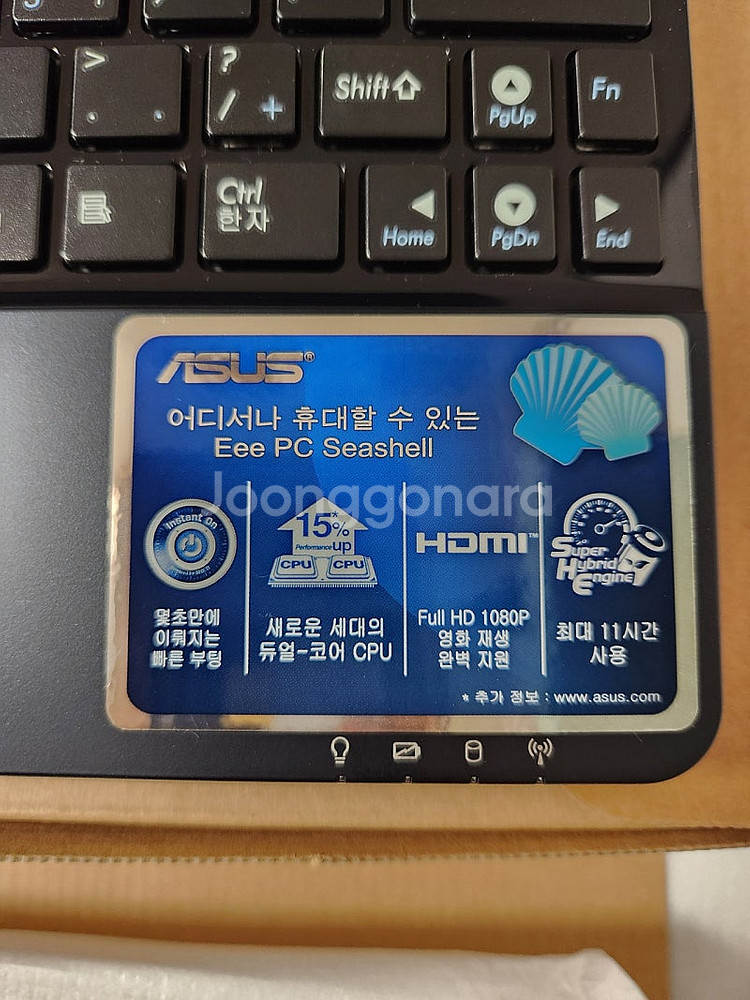 >
.
?
/ +
Shift
PgUp
Fn
Ctrl
한자
Home
PgDn
End
ASUS®
어디서나 휴대할 수 있는
Eee PC Seashell
Joonggonara
Instant On
몇초만에
이뤄지는
빠른 부팅
15%*
Performance up
CPU CPU
새로운 세대의
듀얼-코어 CPU
HDMI™
Full HD 1080P
영화 재생
완벽 지원
Super
Hybrid
Engine
최대 11시간
사용
* 추가 정보 : www.asus.com